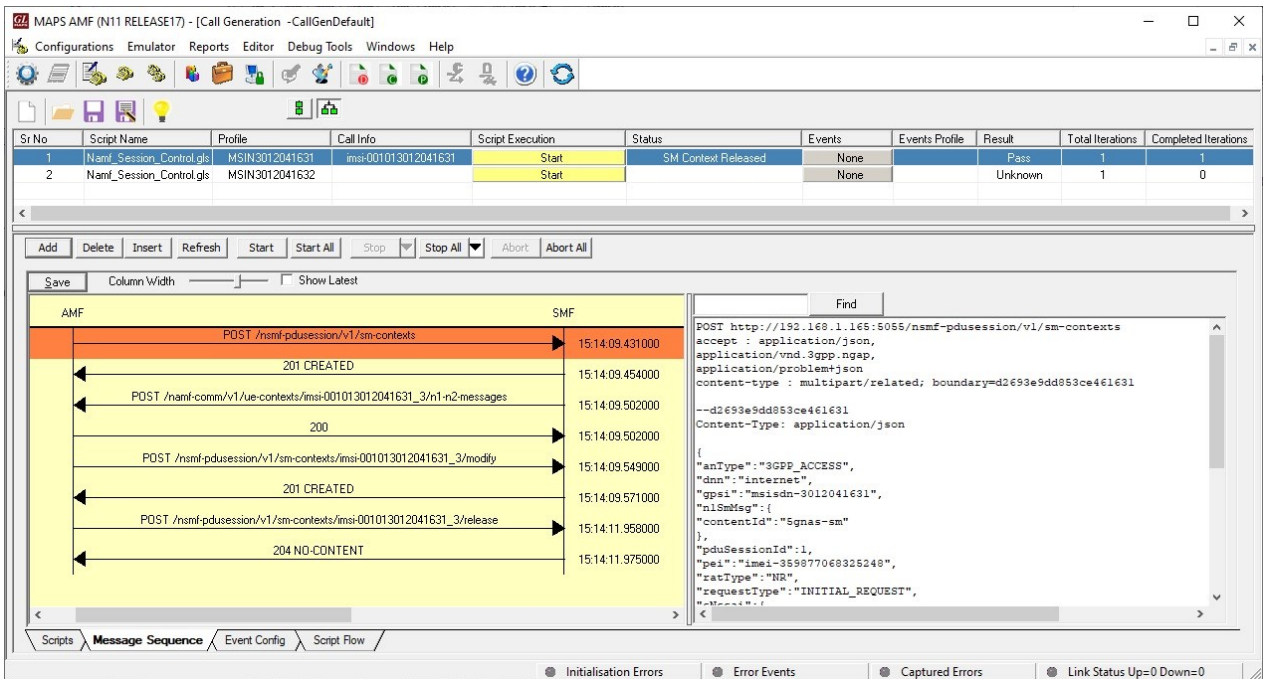 MAPS AMF (N11 RELEASE17) - [Call Generation -CallGenDefault]
Configurations Emulator Reports Editor Debug Tools Windows Help
Sr No Script Name Profile Call Info Script Execution Status Events Events Profile Result Total Iterations Completed Iterations
1 Namf_Session_Control.gls MSIN3012041631 imsi-001013012041631 Start SM Context Released None Pass 1 1
2 Namf_Session_Control.gls MSIN3012041632 Start None Unknown 1 0
Add Delete Insert Refresh Start Start All Stop Stop All Abort Abort All
Save Column Width Show Latest
Find
AMF SMF
POST /nsmf-pdusession/v1/sm-contexts 15:14:09.431000
201 CREATED 15:14:09.454000
POST /namf-comm/v1/ue-contexts/imsi-001013012041631_3/n1-n2-messages 15:14:09.502000
200 15:14:09.502000
POST /nsmf-pdusession/v1/sm-contexts/imsi-001013012041631_3/modify 15:14:09.549000
201 CREATED 15:14:09.571000
POST /nsmf-pdusession/v1/sm-contexts/imsi-001013012041631_3/release 15:14:11.958000
204 NO-CONTENT 15:14:11.975000
POST http://192.168.1.165:5055/nsmf-pdusession/v1/sm-contexts
accept : application/json,
application/vnd.3gpp.ngap,
application/problem+json
content-type : multipart/related; boundary=d2693e9dd853ce461631
--d2693e9dd853ce461631
Content-Type: application/json
{
"anType":"3GPP_ACCESS",
"dnn":"internet",
"gpsi":"msisdn-3012041631",
"n1SmMsg":{
"contentId":"5gnas-sm"
},
"pduSessionId":1,
"pei":"imei-359877068325248",
"ratType":"NR",
"requestType":"INITIAL_REQUEST",
Scripts Message Sequence Event Config Script Flow
Initialisation Errors Error Events Captured Errors Link Status Up=0 Down=0